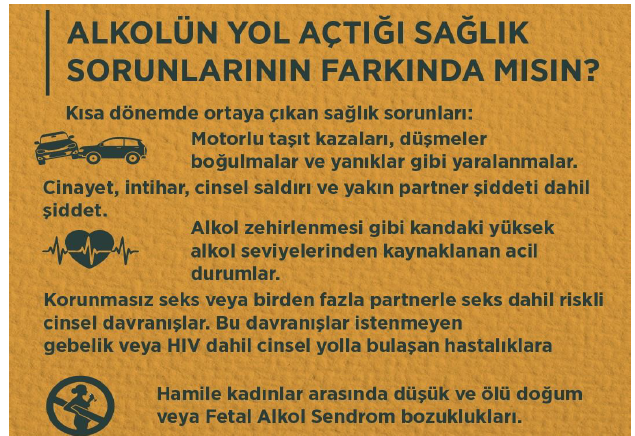 ALKOLÜN YOL AÇTIĞI SAĞLIK
SORUNLARININ FARKINDA MISIN?
Kısa dönemde ortaya çıkan sağlık sorunları:
Motorlu taşıt kazaları, düşmeler
boğulmalar ve yanıklar gibi yaralanmalar.
Cinayet, intihar, cinsel saldırı ve yakın partner şiddeti dahil
şiddet.
Alkol zehirlenmesi gibi kandaki yüksek
alkol seviyelerinden kaynaklanan acil
durumlar.
Korunmasız seks veya birden fazla partnerle seks dahil riskli
cinsel davranışlar. Bu davranışlar istenmeyen
gebelik veya HIV dahil cinsel yolla bulaşan hastalıklara
Hamile kadınlar arasında düşük ve ölü doğum
veya Fetal Alkol Sendrom bozuklukları.